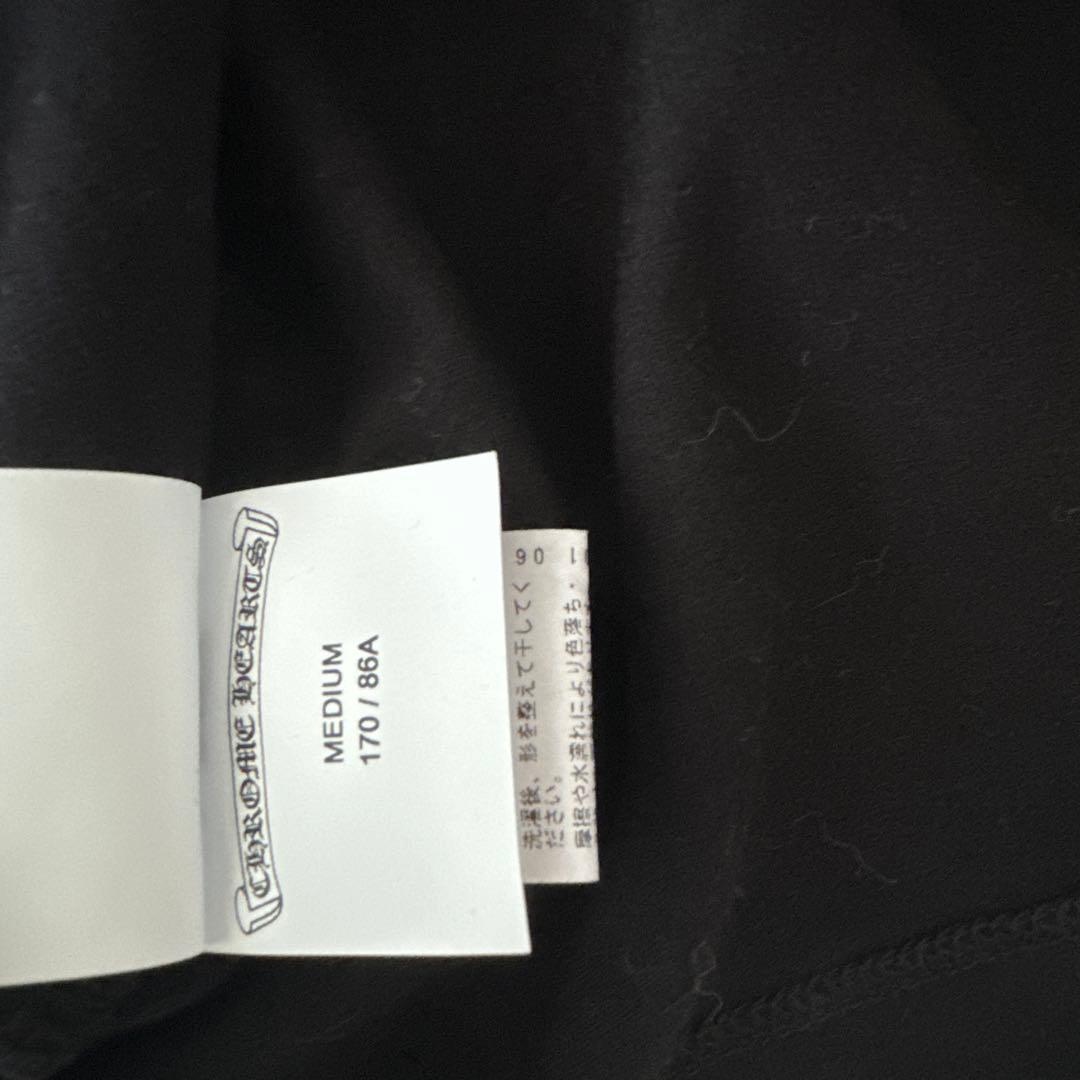 CHROME HEARTS
MEDIUM
170 / 86A
90
洗濯後、形を整えて干してく
ださい。
摩擦や水濡れにより色落ち・